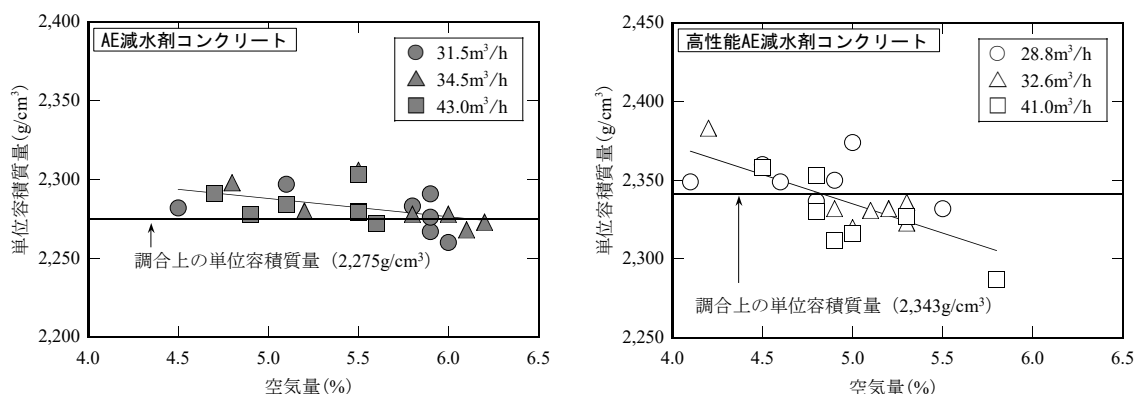 AE減水剤コンクリート
31.5m³/h
34.5m³/h
43.0m³/h
単位容積質量(g/cm³)
2,400
2,350
2,300
2,250
2,200
調合上の単位容積質量（2,275g/cm³）
4.0 4.5 5.0 5.5 6.0 6.5
空気量(%)
高性能AE減水剤コンクリート
28.8m³/h
32.6m³/h
41.0m³/h
単位容積質量(g/cm³)
2,450
2,450
2,400
2,350
2,300
2,250
調合上の単位容積質量（2,343g/cm³）
4.0 4.5 5.0 5.5 6.0 6.5
空気量(%)